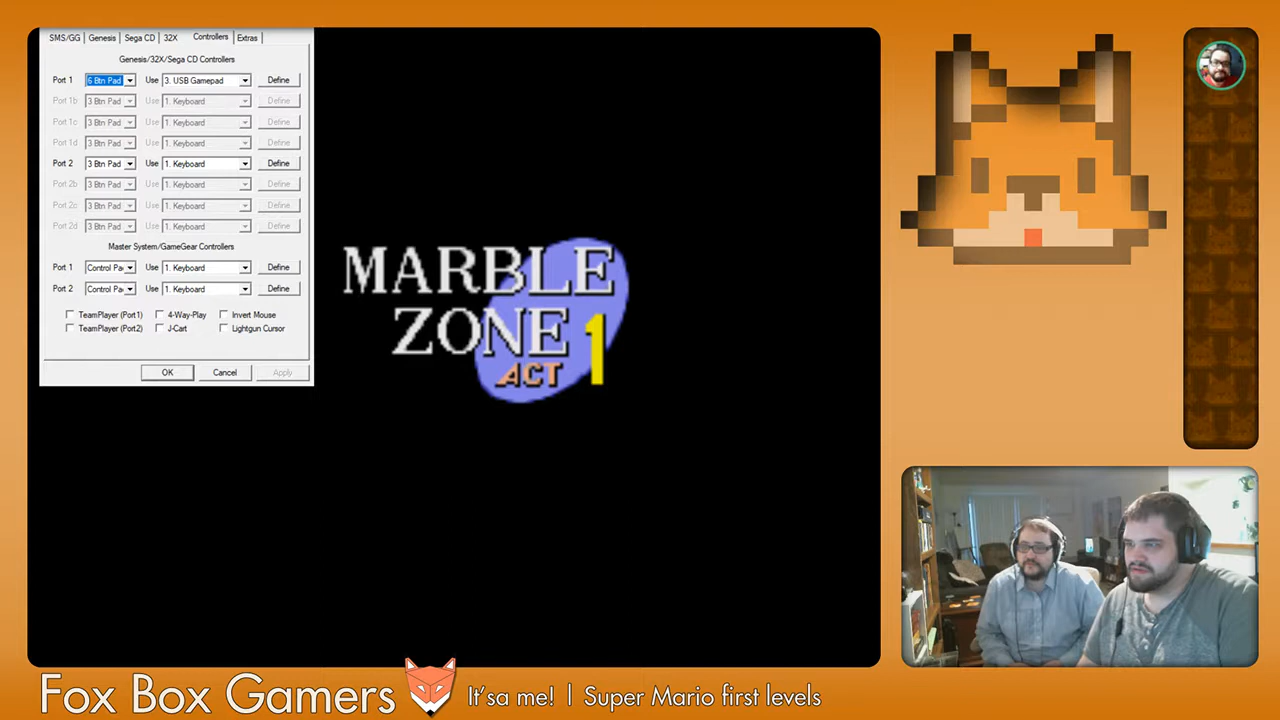 SMS/GG Genesis Sega CD 32X Controllers Extras
Genesis/32X/Sega CD Controllers
Port 1 6 Btn Pad Use 3. USB Gamepad Define
Port 1b 3 Btn Pad Use 1. Keyboard Define
Port 1c 3 Btn Pad Use 1. Keyboard Define
Port 1d 3 Btn Pad Use 1. Keyboard Define
Port 2 3 Btn Pad Use 1. Keyboard Define
Port 2b 3 Btn Pad Use 1. Keyboard Define
Port 2c 3 Btn Pad Use 1. Keyboard Define
Port 2d 3 Btn Pad Use 1. Keyboard Define
Master System/GameGear Controllers
Port 1 Control Pa Use 1. Keyboard Define
Port 2 Control Pa Use 1. Keyboard Define
TeamPlayer (Port1) 4-Way-Play Invert Mouse
TeamPlayer (Port2) J-Cart Lightgun Cursor
OK Cancel Apply
MARBLE
ZONE
ACT 1
Fox Box Gamers It'sa me! | Super Mario first levels